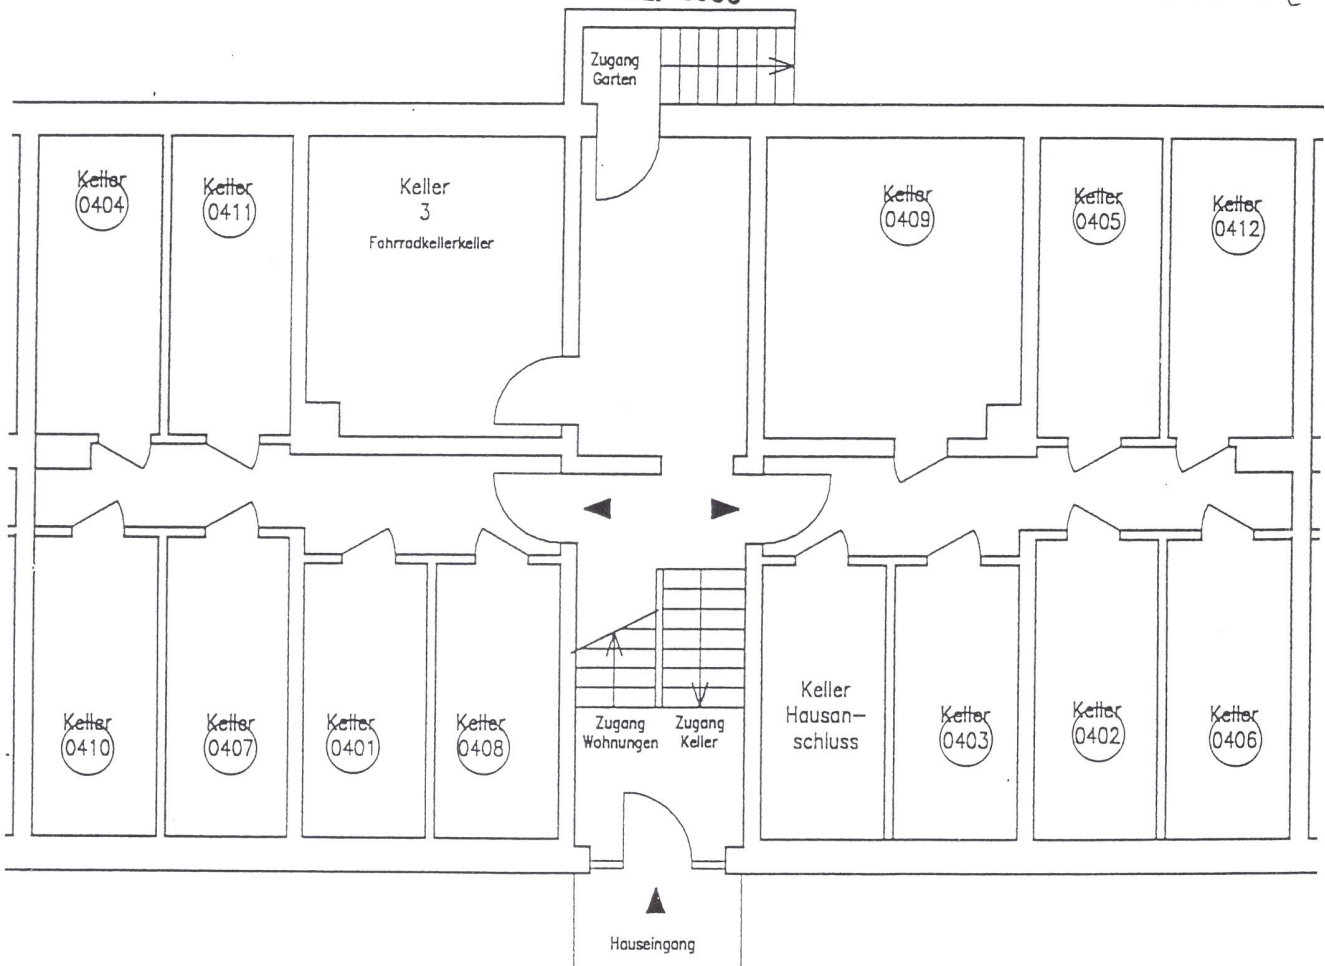 Zugang
Garten
Keller
0404
Keller
0411
Keller
3
Fahrradkellerkeller
Keller
0409
Keller
0405
Keller
0412
Keller
0410
Keller
0407
Keller
0401
Keller
0408
Zugang
Wohnungen
Zugang
Keller
Keller
Hausan-
schluss
Keller
0403
Keller
0402
Keller
0406
Hauseingang